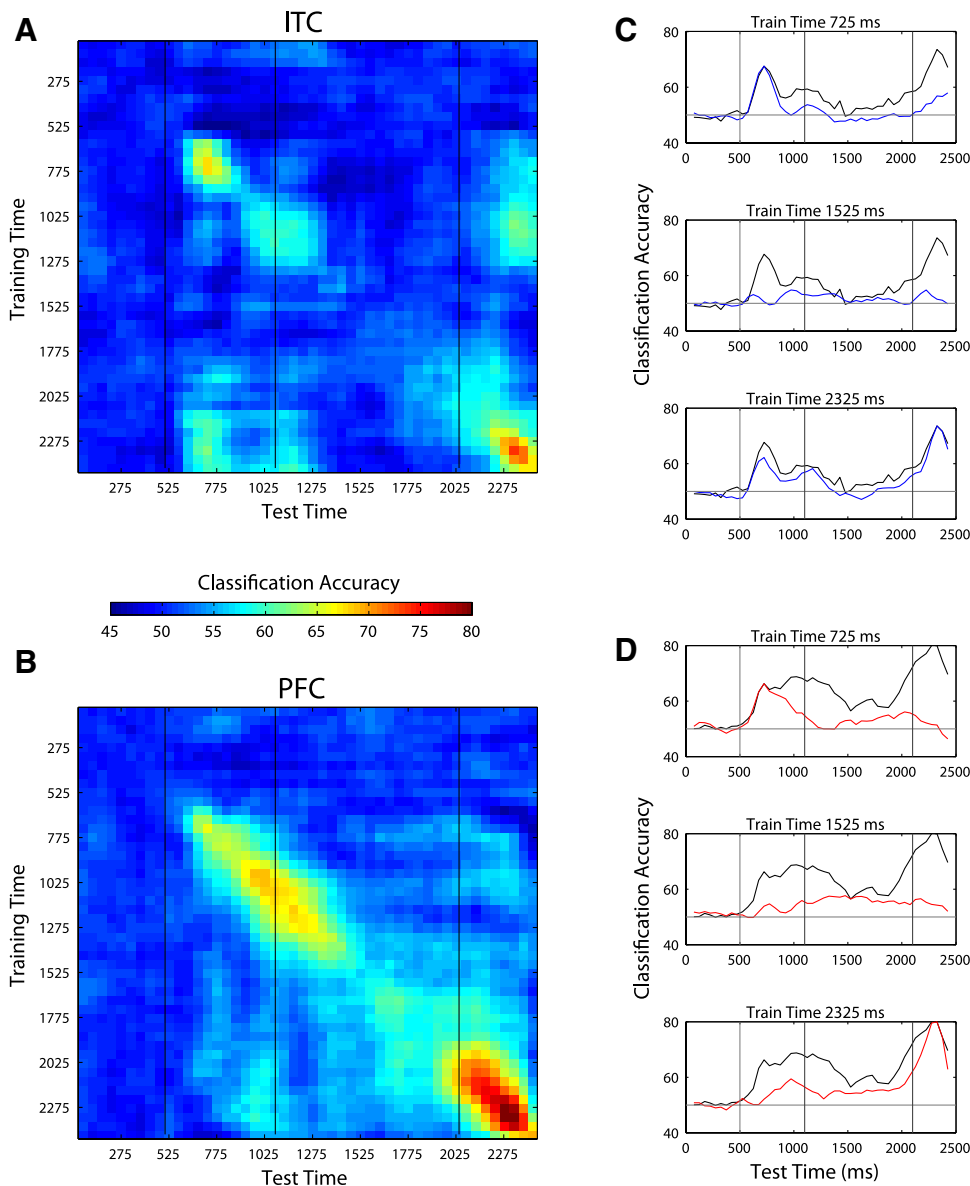 A
ITC
275
525
775
1025
1275
1525
1775
2025
2275
Training Time
275 525 775 1025 1275 1525 1775 2025 2275
Test Time
Classification Accuracy
45 50 55 60 65 70 75 80
B
PFC
275
525
775
1025
1275
1525
1775
2025
2275
Training Time
275 525 775 1025 1275 1525 1775 2025 2275
Test Time
C
Train Time 725 ms
80
60
40
0 500 1000 1500 2000 2500
Train Time 1525 ms
80
60
40
0 500 1000 1500 2000 2500
Train Time 2325 ms
80
60
40
0 500 1000 1500 2000 2500
Classification Accuracy
D
Train Time 725 ms
80
60
40
0 500 1000 1500 2000 2500
Train Time 1525 ms
80
60
40
0 500 1000 1500 2000 2500
Train Time 2325 ms
80
60
40
0 500 1000 1500 2000 2500
Classification Accuracy
Test Time (ms)